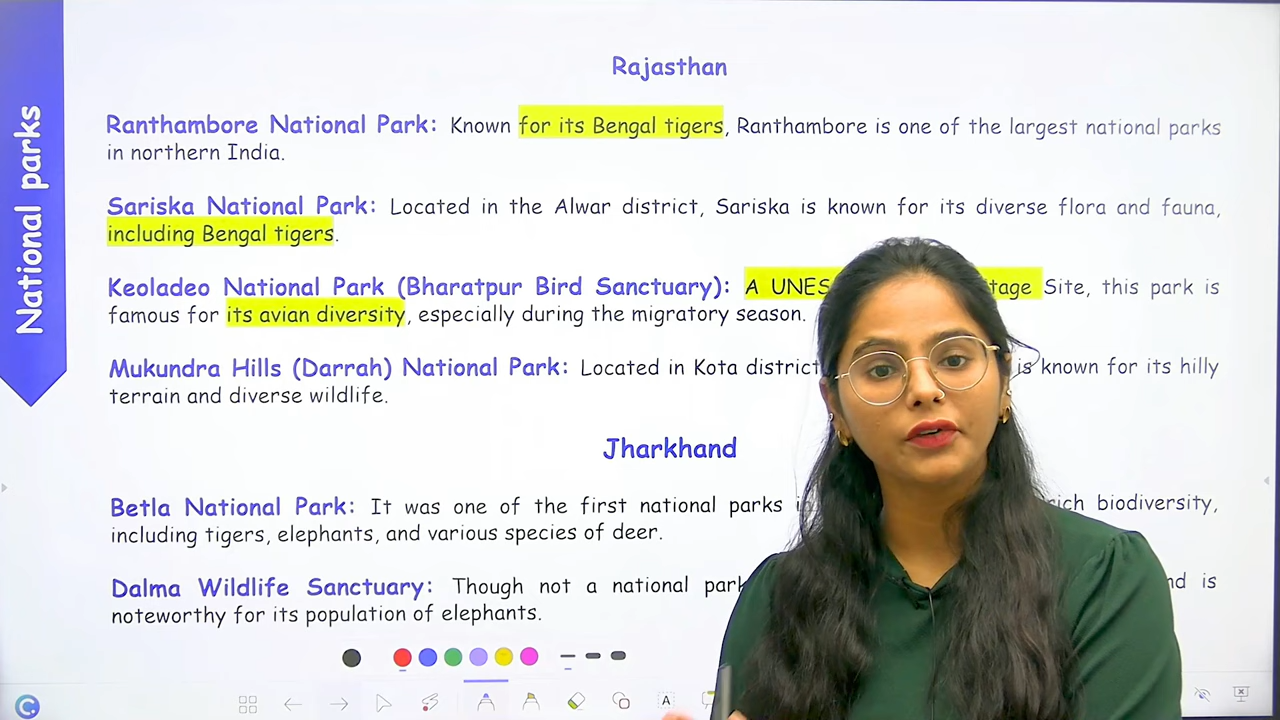 National parks
Rajasthan
Ranthambore National Park: Known for its Bengal tigers, Ranthambore is one of the largest national parks
in northern India.
Sariska National Park: Located in the Alwar district, Sariska is known for its diverse flora and fauna,
including Bengal tigers.
Keoladeo National Park (Bharatpur Bird Sanctuary): A UNES tage Site, this park is
famous for its avian diversity, especially during the migratory season.
Mukundra Hills (Darrah) National Park: Located in Kota district is known for its hilly
terrain and diverse wildlife.
Jharkhand
Betla National Park: It was one of the first national parks rich biodiversity,
including tigers, elephants, and various species of deer.
Dalma Wildlife Sanctuary: Though not a national park is
noteworthy for its population of elephants.
A